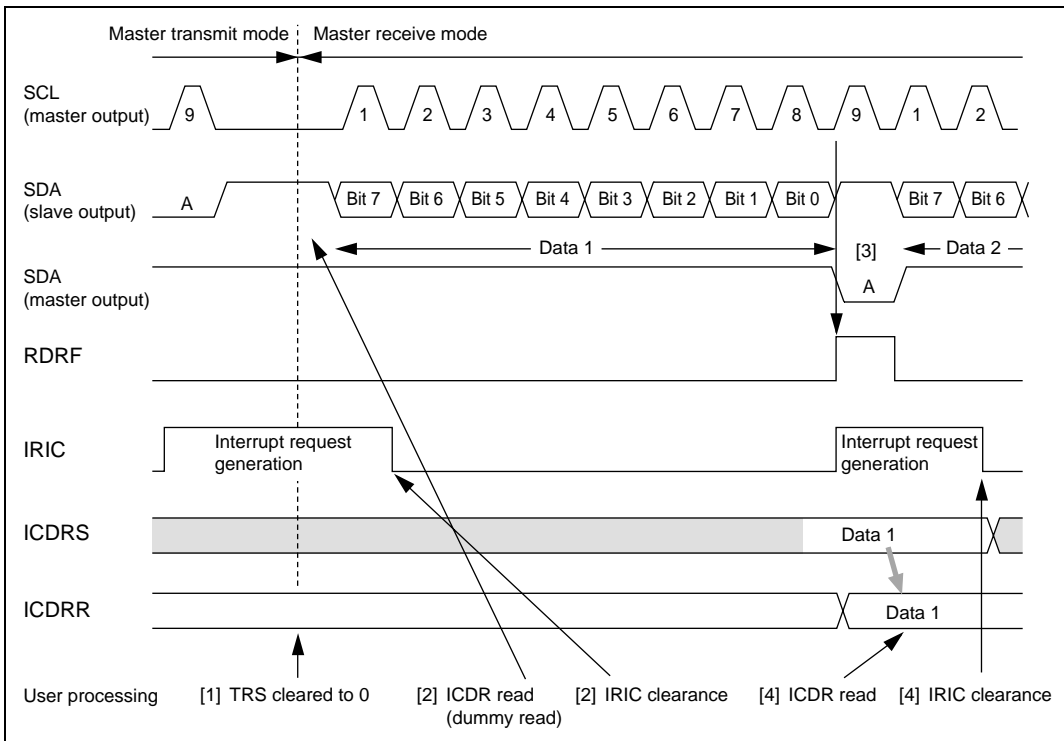 Master transmit mode Master receive mode
SCL
(master output)
9 1 2 3 4 5 6 7 8 9 1 2
SDA
(slave output)
A Bit 7 Bit 6 Bit 5 Bit 4 Bit 3 Bit 2 Bit 1 Bit 0 Bit 7 Bit 6
Data 1 [3] Data 2
SDA
(master output)
A
RDRF
IRIC
Interrupt request
generation
Interrupt request
generation
ICDRS
Data 1
ICDRR
Data 1
User processing [1] TRS cleared to 0 [2] ICDR read [2] IRIC clearance [4] ICDR read [4] IRIC clearance
(dummy read)